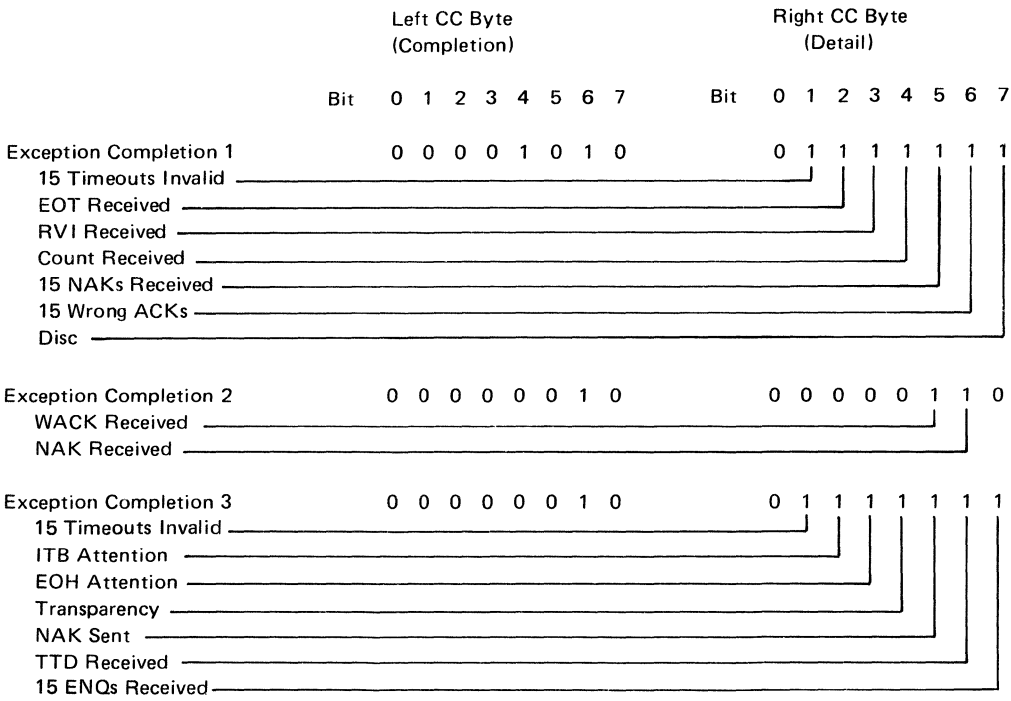 Left CC Byte Right CC Byte
(Completion) (Detail)
Bit 0 1 2 3 4 5 6 7 Bit 0 1 2 3 4 5 6 7
Exception Completion 1 0 0 0 0 1 0 1 0 0 1 1 1 1 1 1 1
15 Timeouts Invalid
EOT Received
RVI Received
Count Received
15 NAKs Received
15 Wrong ACKs
Disc
Exception Completion 2 0 0 0 0 0 0 1 0 0 0 0 0 0 1 1 0
WACK Received
NAK Received
Exception Completion 3 0 0 0 0 0 0 1 0 0 1 1 1 1 1 1 1
15 Timeouts Invalid
ITB Attention
EOH Attention
Transparency
NAK Sent
TTD Received
15 ENQs Received